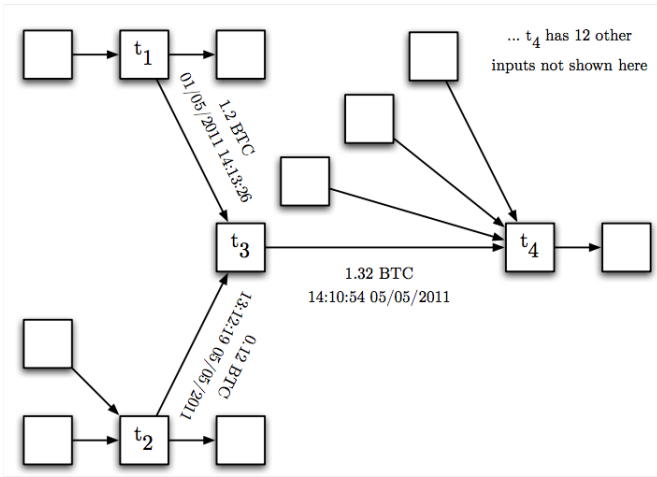 t1
1.2 BTC
01/05/2011 14:13:26
... t4 has 12 other
inputs not shown here
t3
t4
1.32 BTC
14:10:54 05/05/2011
13:12:19 05/05/2011
0.12 BTC
t2